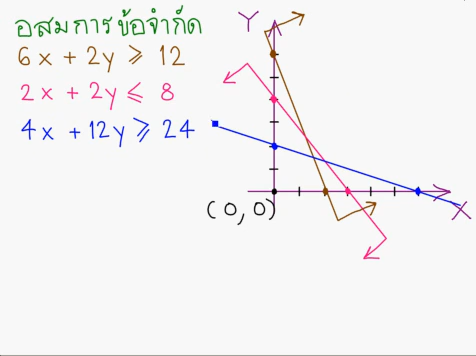 อสมการข้อจำกัด
6x + 2y ≥ 12
2x + 2y ≤ 8
4x + 12y ≥ 24
Y
X
(0,0)